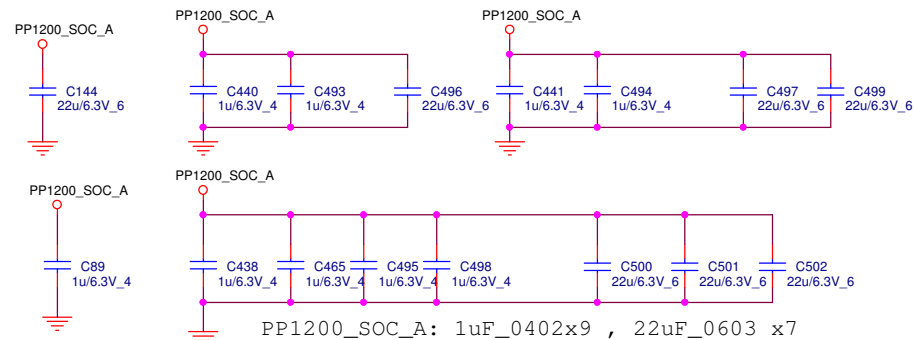 PP1200_SOC_A
C144
22u/6.3V_6
PP1200_SOC_A
C440
1u/6.3V_4
C493
1u/6.3V_4
C496
22u/6.3V_6
PP1200_SOC_A
C441
1u/6.3V_4
C494
1u/6.3V_4
C497
22u/6.3V_6
C499
22u/6.3V_6
PP1200_SOC_A
C89
1u/6.3V_4
PP1200_SOC_A
C438
1u/6.3V_4
C465
1u/6.3V_4
C495
1u/6.3V_4
C498
1u/6.3V_4
C500
22u/6.3V_6
C501
22u/6.3V_6
C502
22u/6.3V_6
PP1200_SOC_A: 1uF_0402x9 , 22uF_0603 x7